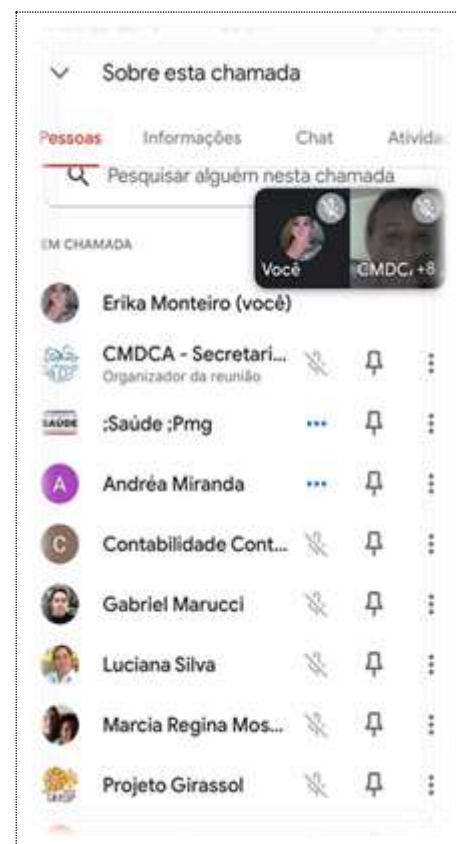 Sobre esta chamada
Pessoas Informações Chat Ativida
Pesquisar alguém nesta chamada
EM CHAMADA
Você CMDC, +8
Erika Monteiro (você)
CMDCA - Secretari...
Organizador da reunião
SAÚDE ;Saúde ;Pmg
A Andréa Miranda
C Contabilidade Cont...
Gabriel Marucci
Luciana Silva
Marcia Regina Mos...
Projeto Girassol